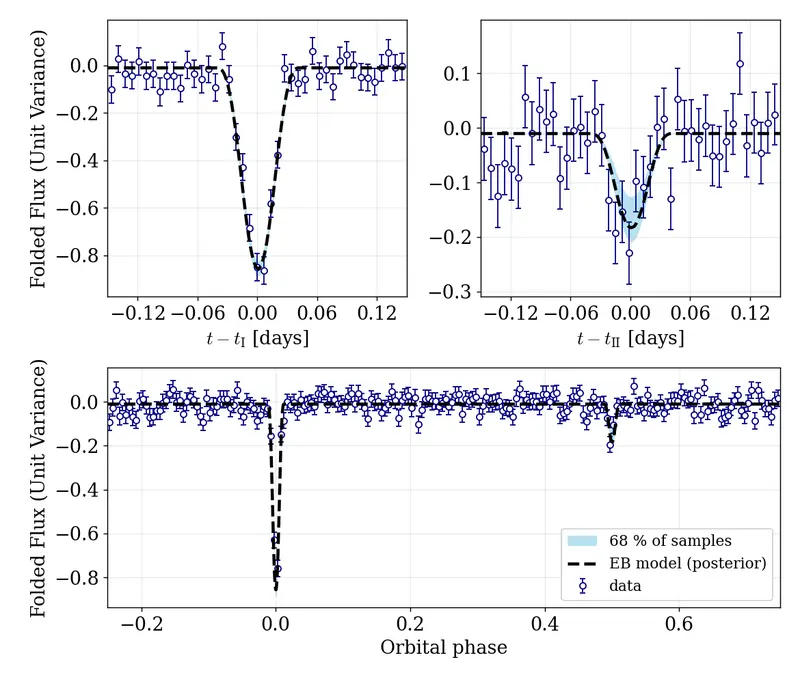 Folded Flux (Unit Variance)
0.0
−0.2
−0.4
−0.6
−0.8
−0.12 −0.06 0.00 0.06 0.12
t − tI [days]
0.1
0.0
−0.1
−0.2
−0.3
−0.12 −0.06 0.00 0.06 0.12
t − tII [days]
Folded Flux (Unit Variance)
0.0
−0.2
−0.4
−0.6
−0.8
68 % of samples
EB model (posterior)
data
−0.2 0.0 0.2 0.4 0.6
Orbital phase